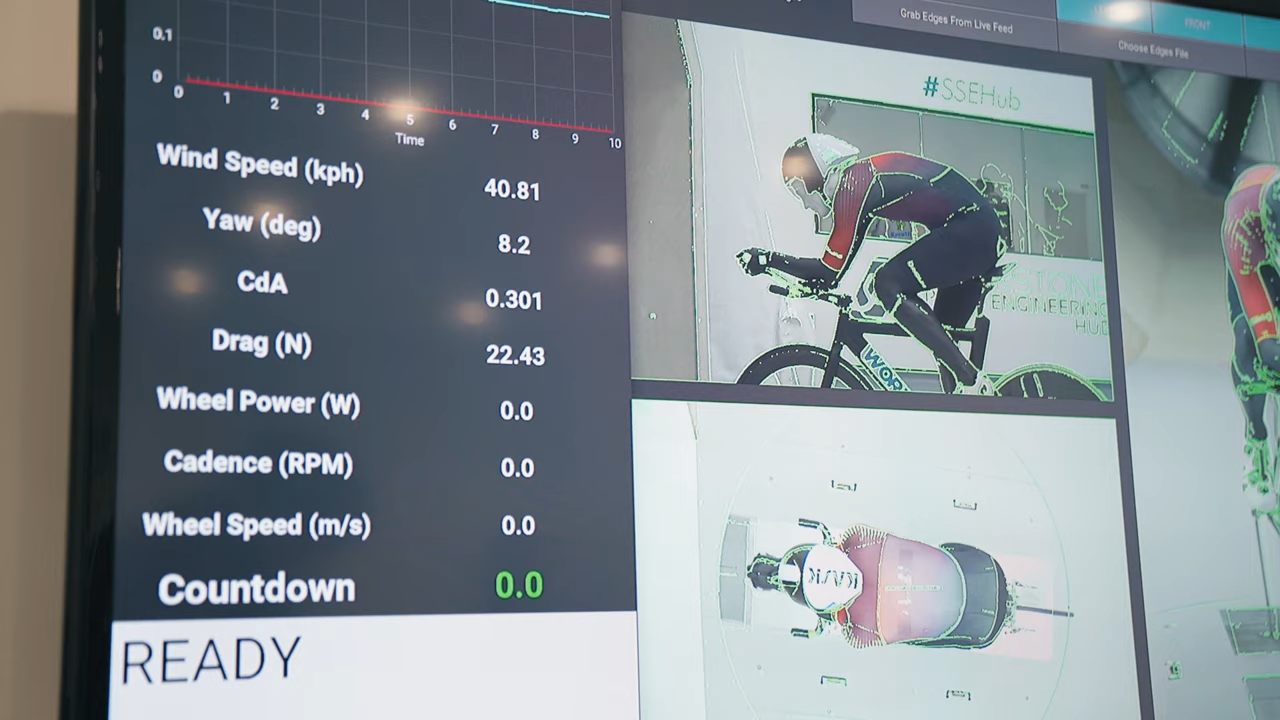 Grab Edges From Live Feed
FRONT
Choose Edges File
0.1
0
0 1 2 3 4 5 6 7 8 9 10
Time
Wind Speed (kph) 40.81
Yaw (deg) 8.2
CdA 0.301
Drag (N) 22.43
Wheel Power (W) 0.0
Cadence (RPM) 0.0
Wheel Speed (m/s) 0.0
Countdown 0.0
READY
#SSEHub
ENGINEERING
HUB
WOR
KASK